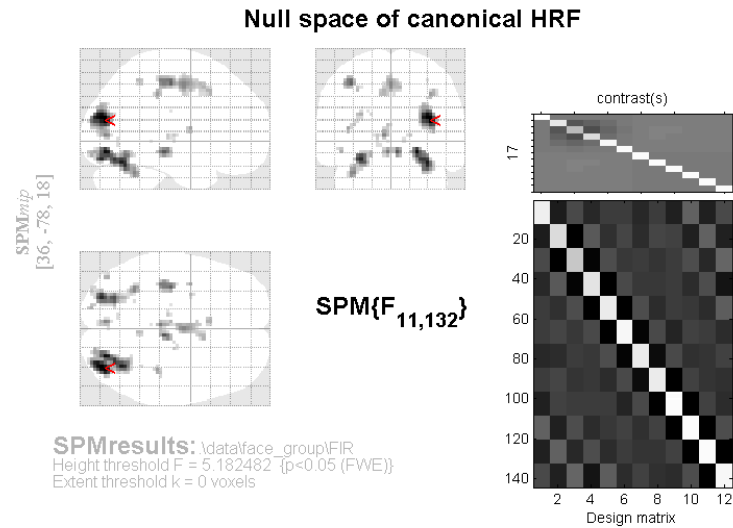 Null space of canonical HRF
SPMmip
[36, -78, 18]
SPM{F11,132}
SPMresults: .\data\face_group\FIR
Height threshold F = 5.182482 {p<0.05 (FWE)}
Extent threshold k = 0 voxels
contrast(s)
17
20
40
60
80
100
120
140
2 4 6 8 10 12
Design matrix